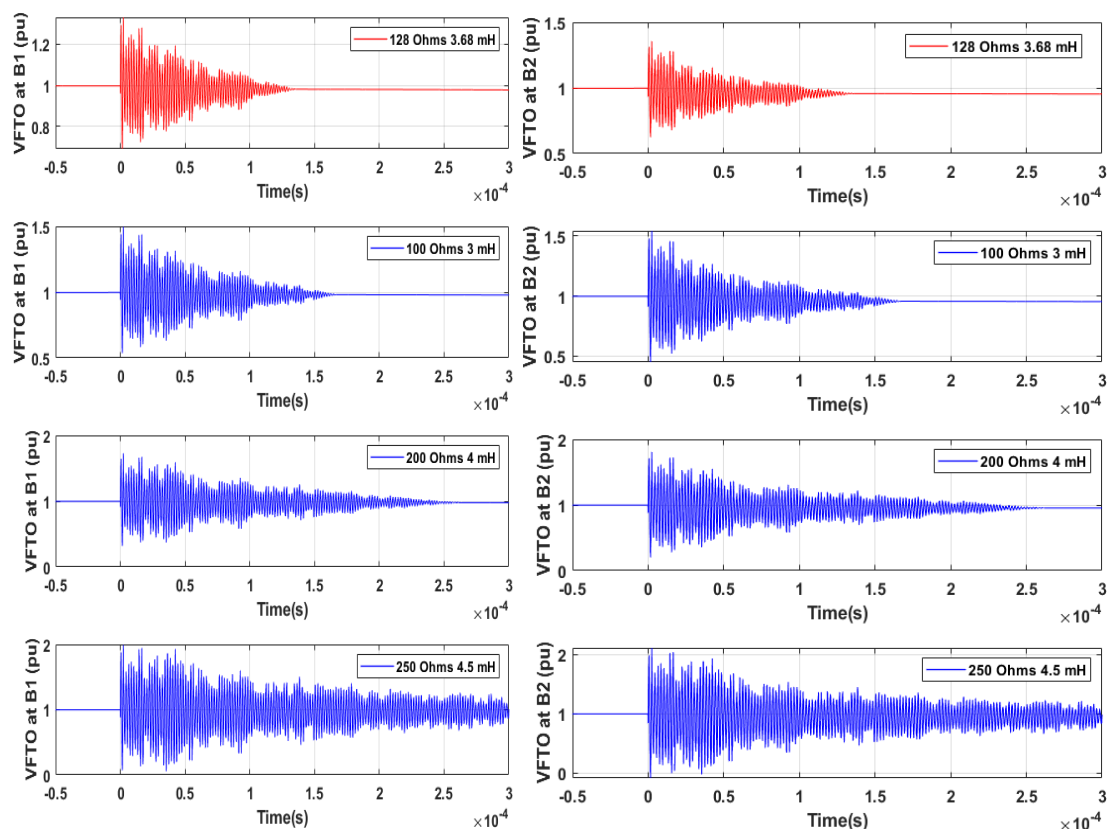 VFTO at B1 (pu)
1.2
1
0.8
128 Ohms 3.68 mH
-0.5 0 0.5 1 1.5 2 2.5 3
Time(s)
×10-4
VFTO at B2 (pu)
1.5
1
0.5
128 Ohms 3.68 mH
-0.5 0 0.5 1 1.5 2 2.5 3
Time(s)
×10-4
VFTO at B1 (pu)
1.5
1
0.5
100 Ohms 3 mH
-0.5 0 0.5 1 1.5 2 2.5 3
Time(s)
×10-4
VFTO at B2 (pu)
1.5
1
0.5
100 Ohms 3 mH
-0.5 0 0.5 1 1.5 2 2.5 3
Time(s)
×10-4
VFTO at B1 (pu)
2
1
0
200 Ohms 4 mH
-0.5 0 0.5 1 1.5 2 2.5 3
Time(s)
×10-4
VFTO at B2 (pu)
2
1
0
200 Ohms 4 mH
-0.5 0 0.5 1 1.5 2 2.5 3
Time(s)
×10-4
VFTO at B1 (pu)
2
1
0
250 Ohms 4.5 mH
-0.5 0 0.5 1 1.5 2 2.5 3
Time(s)
×10-4
VFTO at B2 (pu)
2
1
0
250 Ohms 4.5 mH
-0.5 0 0.5 1 1.5 2 2.5 3
Time(s)
×10-4